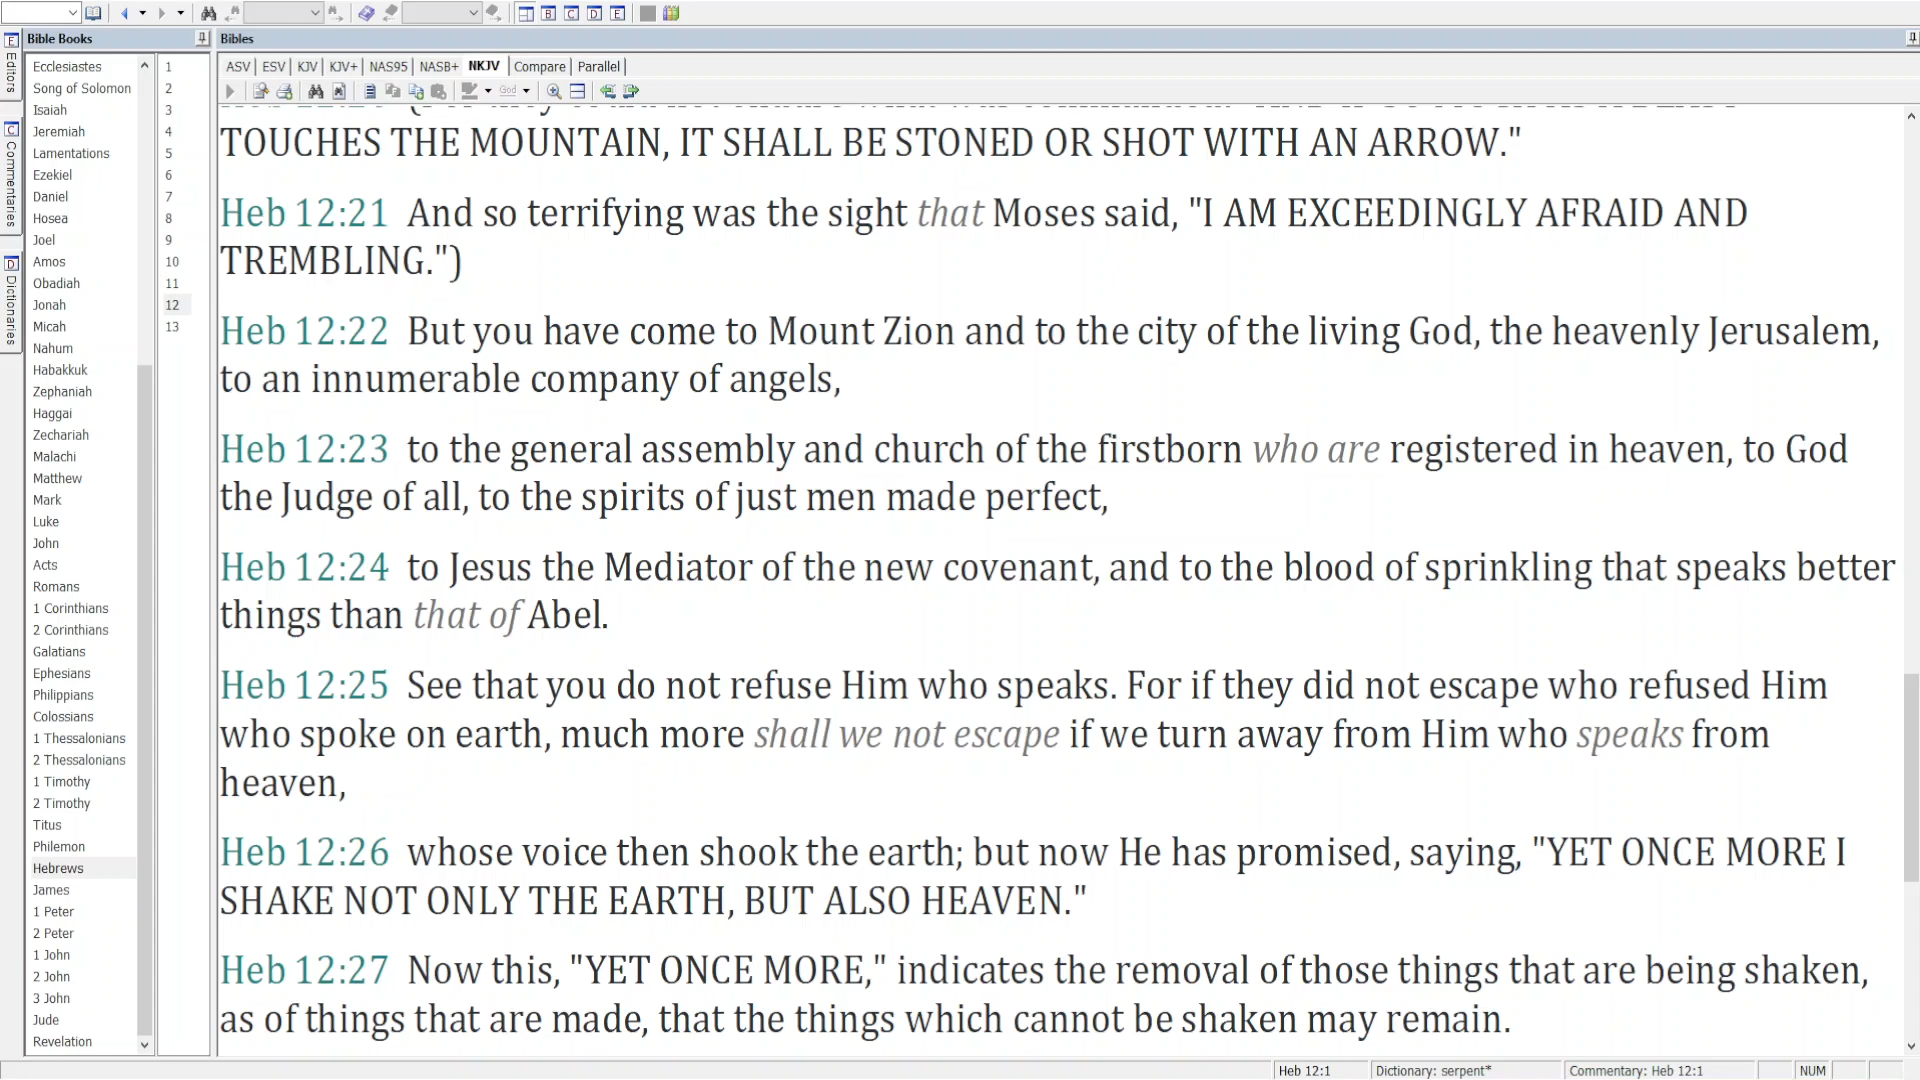 Bible Books
Bibles
Editors
Commentaries
Dictionaries
Ecclesiastes
Song of Solomon
Isaiah
Jeremiah
Lamentations
Ezekiel
Daniel
Hosea
Joel
Amos
Obadiah
Jonah
Micah
Nahum
Habakkuk
Zephaniah
Haggai
Zechariah
Malachi
Matthew
Mark
Luke
John
Acts
Romans
1 Corinthians
2 Corinthians
Galatians
Ephesians
Philippians
Colossians
1 Thessalonians
2 Thessalonians
1 Timothy
2 Timothy
Titus
Philemon
Hebrews
James
1 Peter
2 Peter
1 John
2 John
3 John
Jude
Revelation
1
2
3
4
5
6
7
8
9
10
11
12
13
ASV ESV KJV KJV+ NAS95 NASB+ NKJV Compare Parallel
TOUCHES THE MOUNTAIN, IT SHALL BE STONED OR SHOT WITH AN ARROW."
Heb 12:21 And so terrifying was the sight that Moses said, "I AM EXCEEDINGLY AFRAID AND
TREMBLING.")
Heb 12:22 But you have come to Mount Zion and to the city of the living God, the heavenly Jerusalem,
to an innumerable company of angels,
Heb 12:23 to the general assembly and church of the firstborn who are registered in heaven, to God
the Judge of all, to the spirits of just men made perfect,
Heb 12:24 to Jesus the Mediator of the new covenant, and to the blood of sprinkling that speaks better
things than that of Abel.
Heb 12:25 See that you do not refuse Him who speaks. For if they did not escape who refused Him
who spoke on earth, much more shall we not escape if we turn away from Him who speaks from
heaven,
Heb 12:26 whose voice then shook the earth; but now He has promised, saying, "YET ONCE MORE I
SHAKE NOT ONLY THE EARTH, BUT ALSO HEAVEN."
Heb 12:27 Now this, "YET ONCE MORE," indicates the removal of those things that are being shaken,
as of things that are made, that the things which cannot be shaken may remain.
Heb 12:1 Dictionary: serpent* Commentary: Heb 12:1 NUM